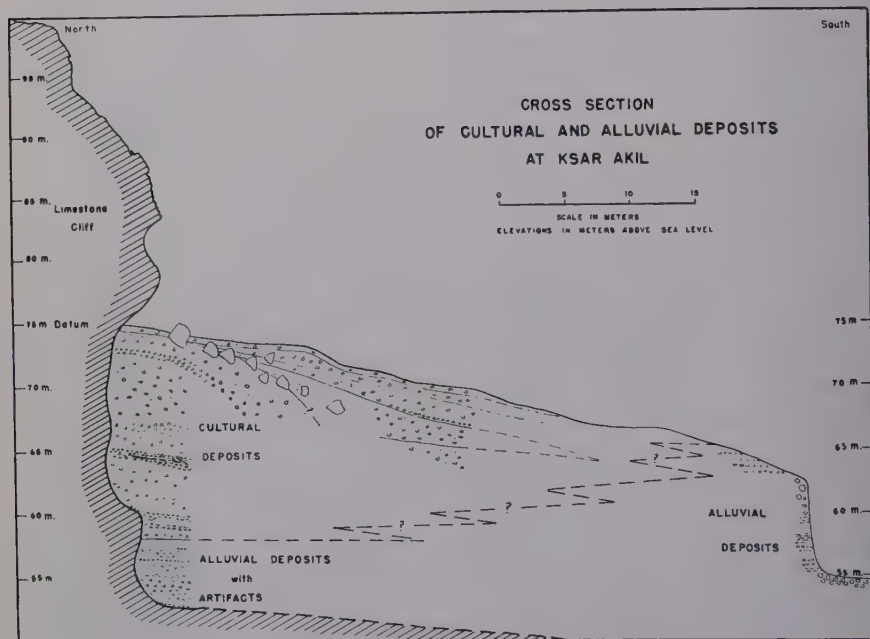 North
South
95 m.
90 m.
85 m.
80 m.
75 m Datum
70 m.
65 m.
60 m.
55 m
Limestone
Cliff
CROSS SECTION
OF CULTURAL AND ALLUVIAL DEPOSITS
AT KSAR AKIL
0 5 10 15
SCALE IN METERS
ELEVATIONS IN METERS ABOVE SEA LEVEL
CULTURAL
DEPOSITS
ALLUVIAL DEPOSITS
with
ARTIFACTS
?
?
?
ALLUVIAL
DEPOSITS
75 m
70 m.
65 m.
60 m.
55 m.